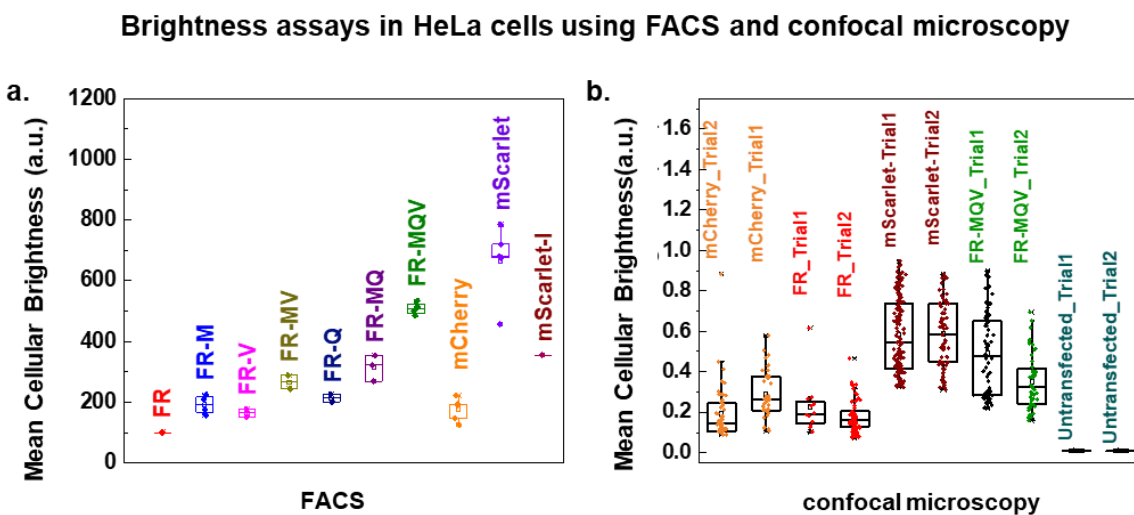 Brightness assays in HeLa cells using FACS and confocal microscopy
a.
Mean Cellular Brightness (a.u.)
1200
1000
800
600
400
200
0
FR
FR-M
FR-V
FR-MV
FR-Q
FR-MQ
FR-MQV
mCherry
mScarlet
mScarlet-I
FACS
b.
Mean Cellular Brightness(a.u.)
1.6
1.4
1.2
1.0
0.8
0.6
0.4
0.2
0.0
mCherry_Trial2
mCherry_Trial1
FR_Trial1
FR_Trial2
mScarlet-Trial1
mScarlet-Trial2
FR-MQV_Trial1
FR-MQV_Trial2
Untransfected_Trial1
Untransfected_Trial2
confocal microscopy